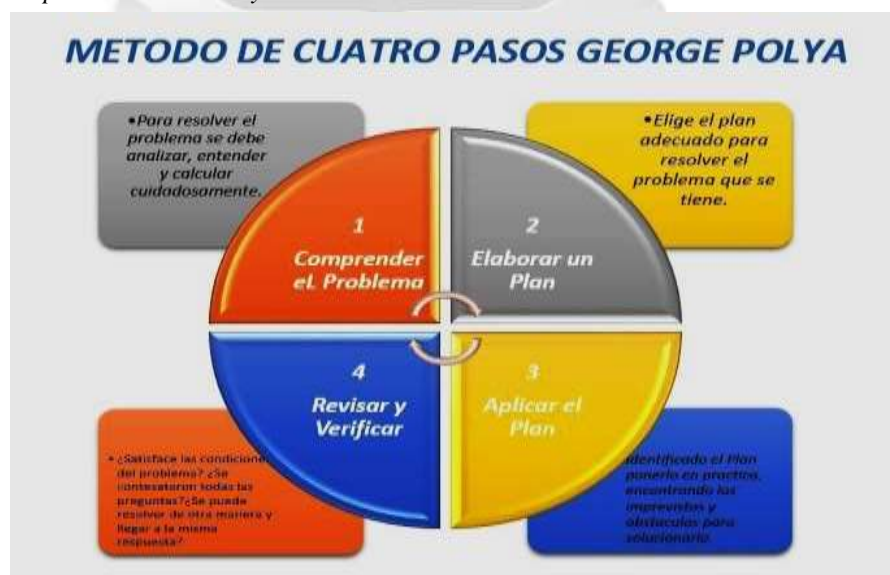 METODO DE CUATRO PASOS GEORGE POLYA
•Para resolver el
problema se debe
analizar, entender
y calcular
cuidadosamente.
•Elige el plan
adecuado para
resolver el
problema que se
tiene.
1
Comprender
eL Problema
2
Elaborar un
Plan
4
Revisar y
Verificar
3
Aplicar el
Plan
• ¿Satisface las condicione
del problema? ¿Se
contestaron todas las
preguntas?¿Se puede
resolver de otra manera y
llegar a la misma
respuesta?
Identificado el Plan
ponerlo en practica,
encontrando los
imprevistos y
obstaculos para
solucionarlo